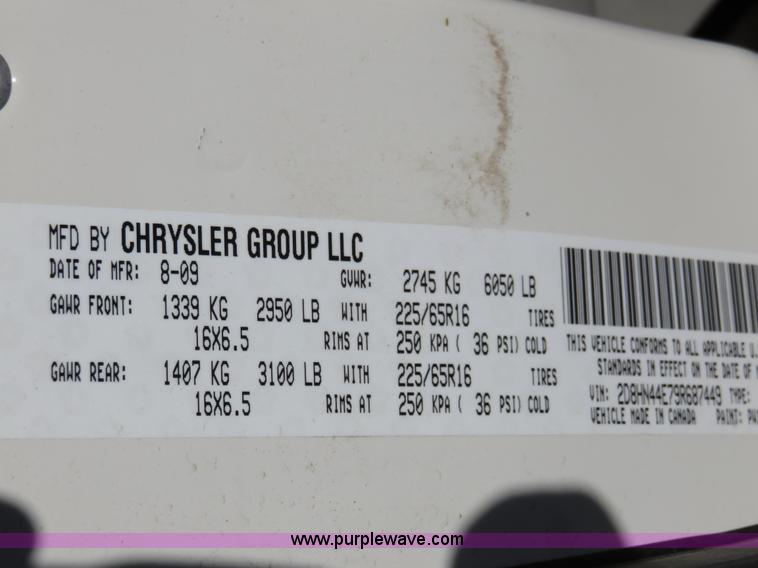 MFD BY CHRYSLER GROUP LLC
DATE OF MFR: 8-09 GVWR: 2745 KG 6050 LB
GAWR FRONT: 1339 KG 2950 LB WITH 225/65R16 TIRES
16X6.5 RIMS AT 250 KPA ( 36 PSI) COLD
GAWR REAR: 1407 KG 3100 LB WITH 225/65R16 TIRES
16X6.5 RIMS AT 250 KPA ( 36 PSI) COLD
THIS VEHICLE CONFORMS TO ALL APPLICABLE U.
STANDARDS IN EFFECT ON THE DATE OF
VIN: 2D8HN44E79R687449 TYPE:
VEHICLE MADE IN CANADA PAINT: PW
www.purplewave.com